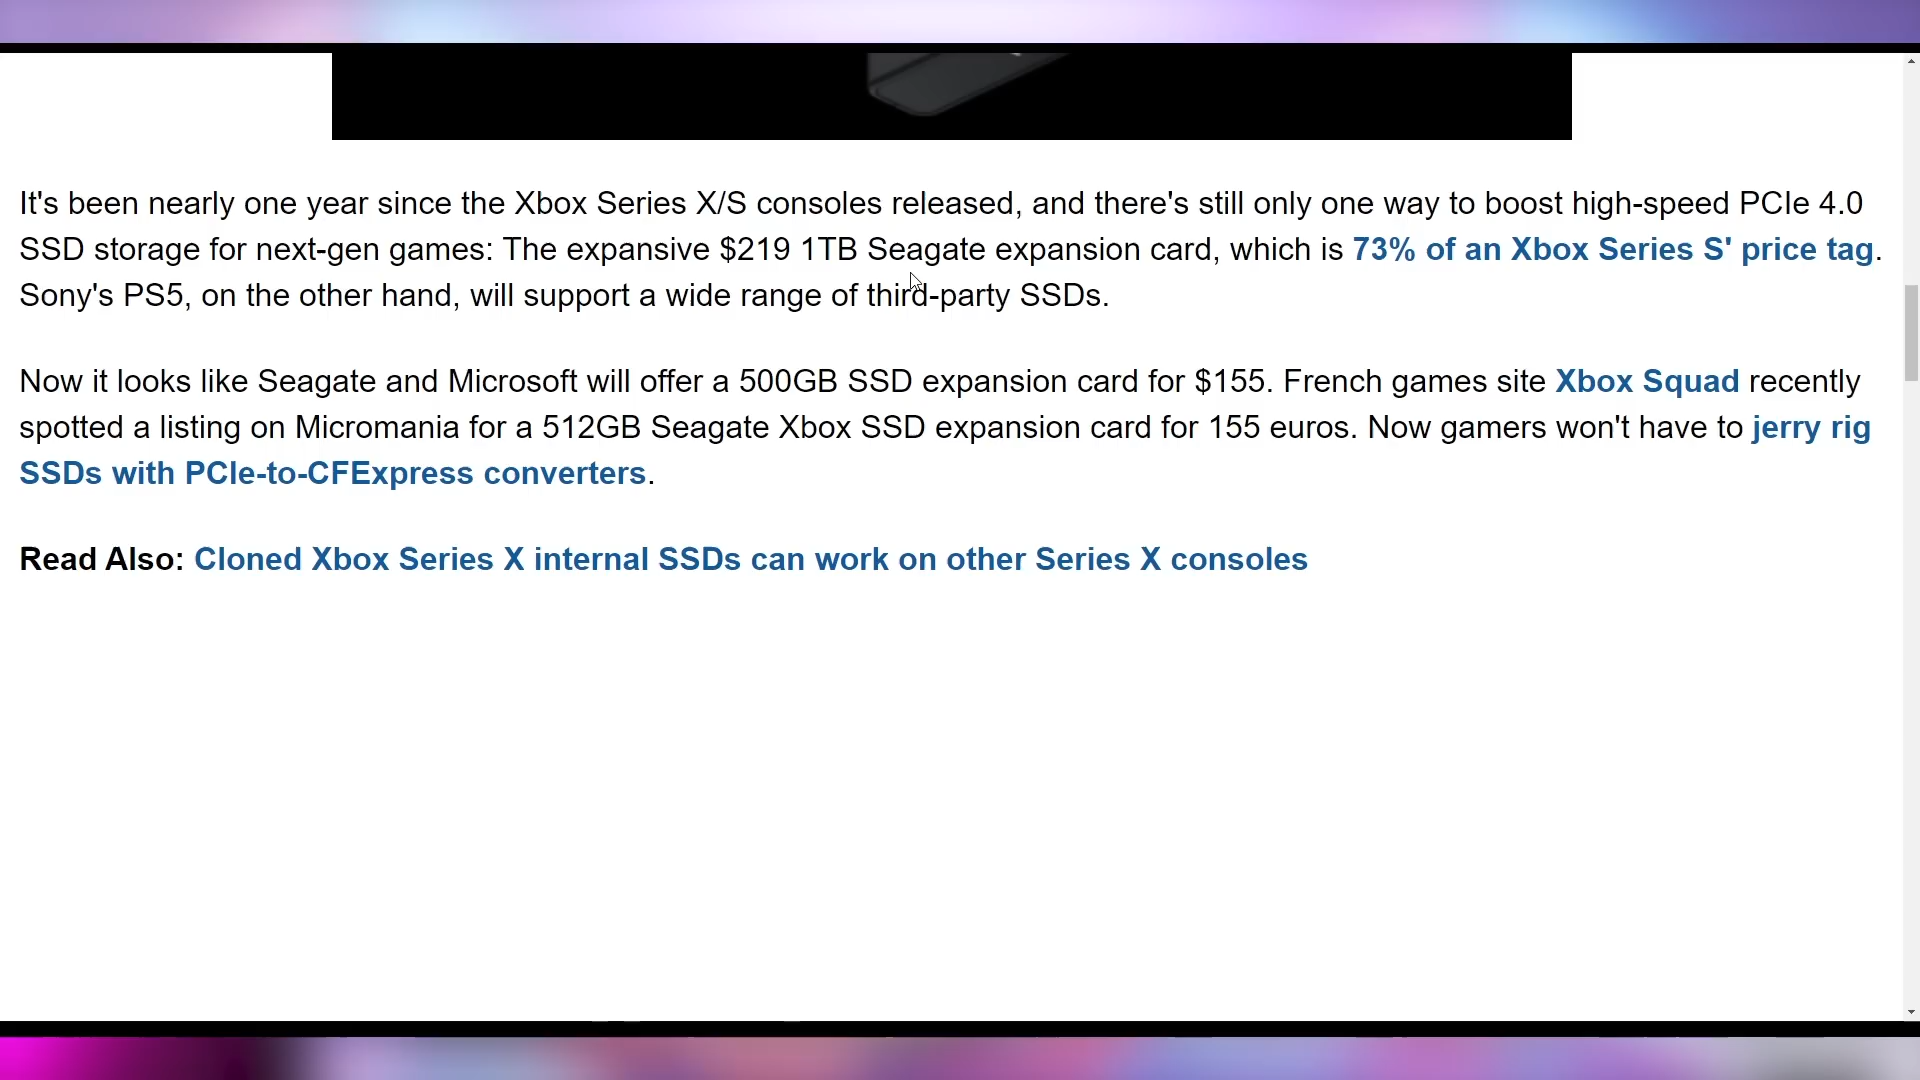 It's been nearly one year since the Xbox Series X/S consoles released, and there's still only one way to boost high-speed PCIe 4.0
SSD storage for next-gen games: The expansive $219 1TB Seagate expansion card, which is 73% of an Xbox Series S' price tag.
Sony's PS5, on the other hand, will support a wide range of third-party SSDs.
Now it looks like Seagate and Microsoft will offer a 500GB SSD expansion card for $155. French games site Xbox Squad recently
spotted a listing on Micromania for a 512GB Seagate Xbox SSD expansion card for 155 euros. Now gamers won't have to jerry rig
SSDs with PCIe-to-CFExpress converters.
Read Also: Cloned Xbox Series X internal SSDs can work on other Series X consoles